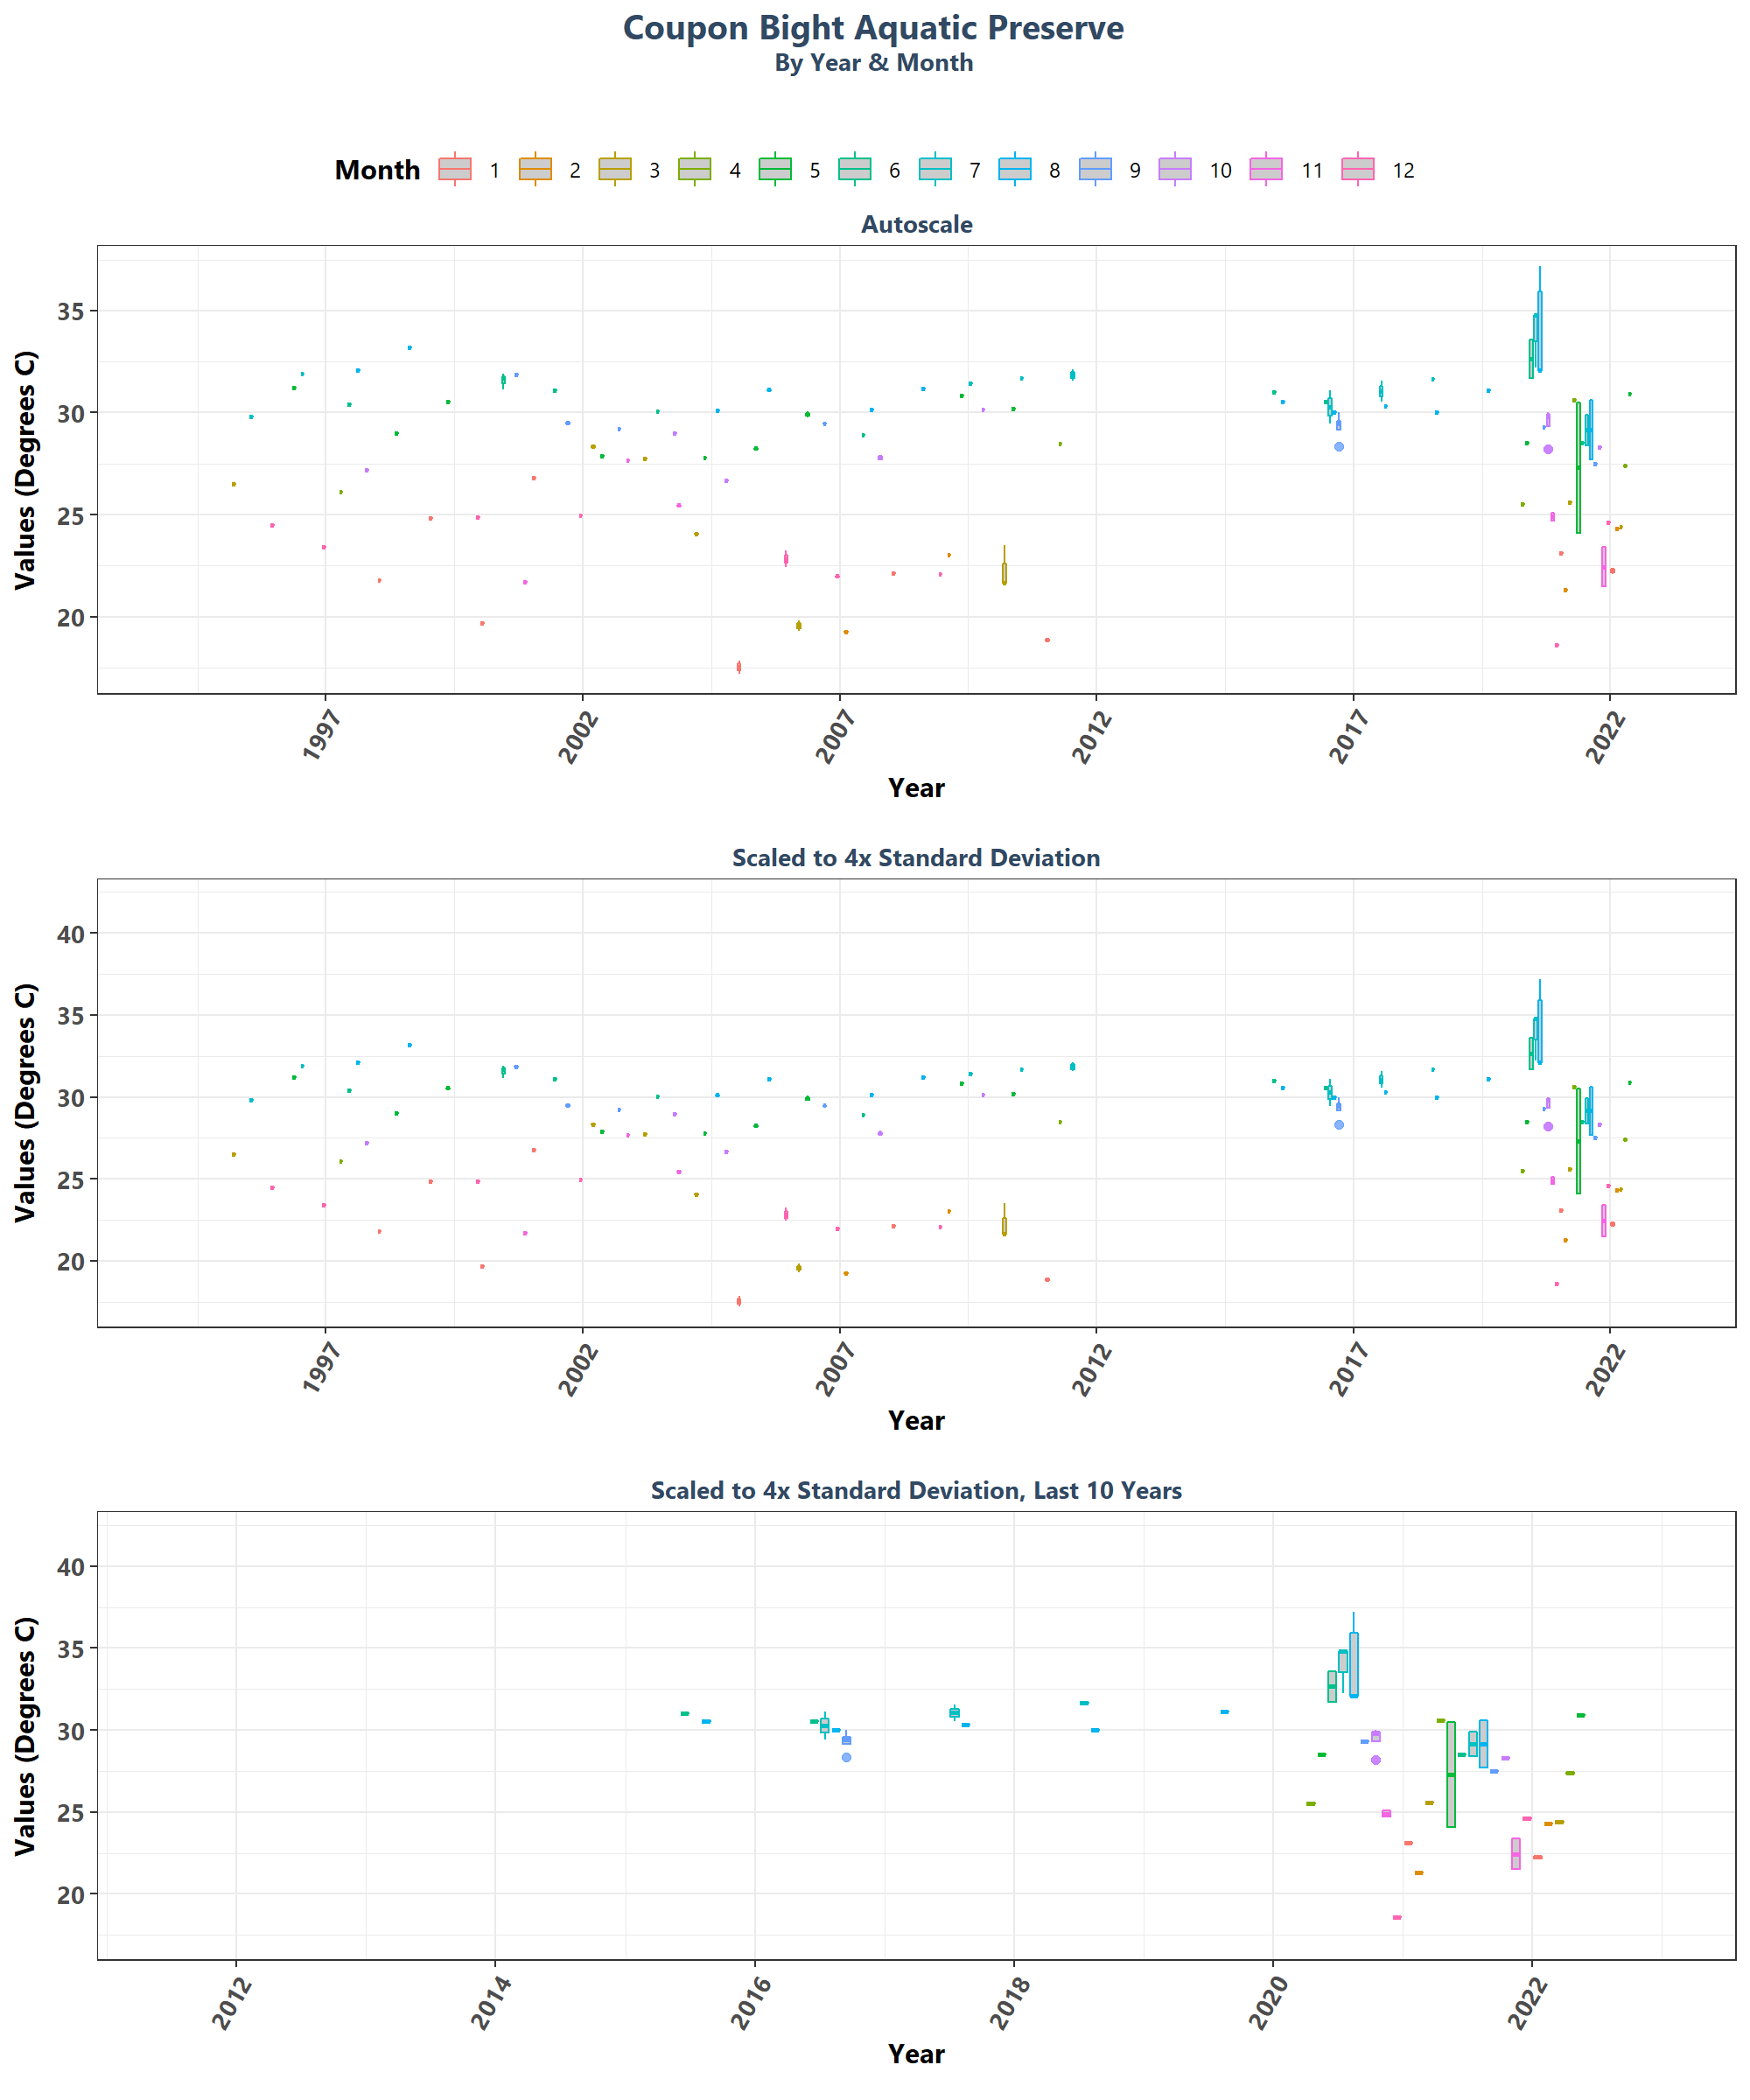 Coupon Bight Aquatic Preserve
By Year & Month
Month 1 2 3 4 5 6 7 8 9 10 11 12
Autoscale
Values (Degrees C)
35
30
25
20
1997 2002 2007 2012 2017 2022
Year
Scaled to 4x Standard Deviation
Values (Degrees C)
40
35
30
25
20
1997 2002 2007 2012 2017 2022
Year
Scaled to 4x Standard Deviation, Last 10 Years
Values (Degrees C)
40
35
30
25
20
2012 2014 2016 2018 2020 2022
Year